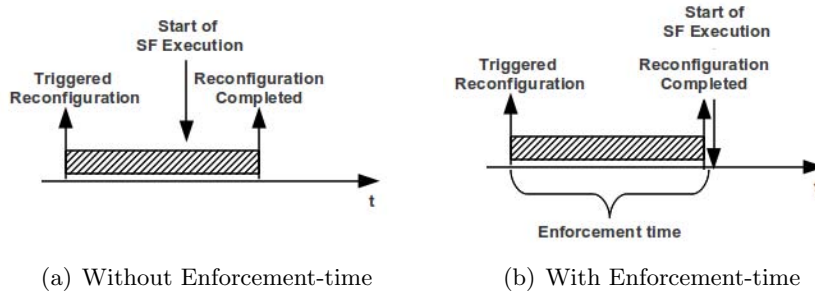 Start of
SF Execution
Triggered
Reconfiguration
Reconfiguration
Completed
t
(a) Without Enforcement-time
Start of
SF Execution
Triggered
Reconfiguration
Reconfiguration
Completed
Enforcement time
(b) With Enforcement-time